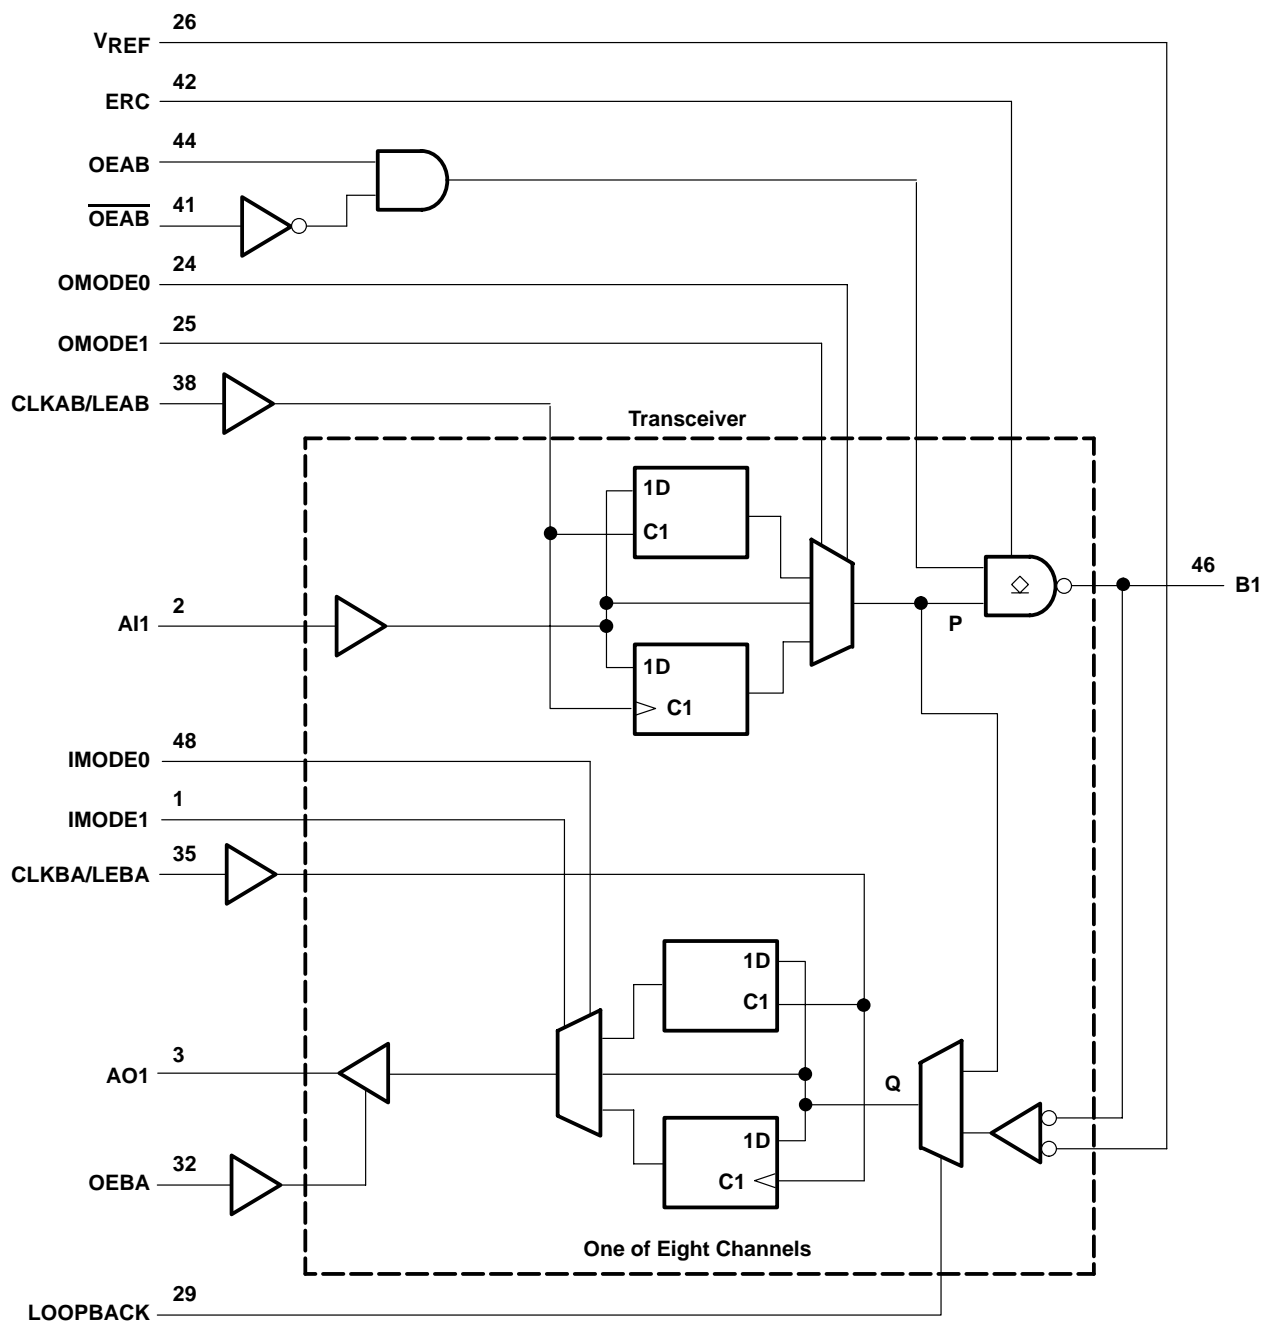 26
VREF
42
ERC
44
OEAB
41
O̅E̅A̅B̅
24
OMODE0
25
OMODE1
38
CLKAB/LEAB
Transceiver
1D
C1
46
B1
2
AI1
P
1D
C1
48
IMODE0
1
IMODE1
35
CLKBA/LEBA
1D
C1
3
AO1
Q
1D
C1
32
OEBA
One of Eight Channels
29
LOOPBACK